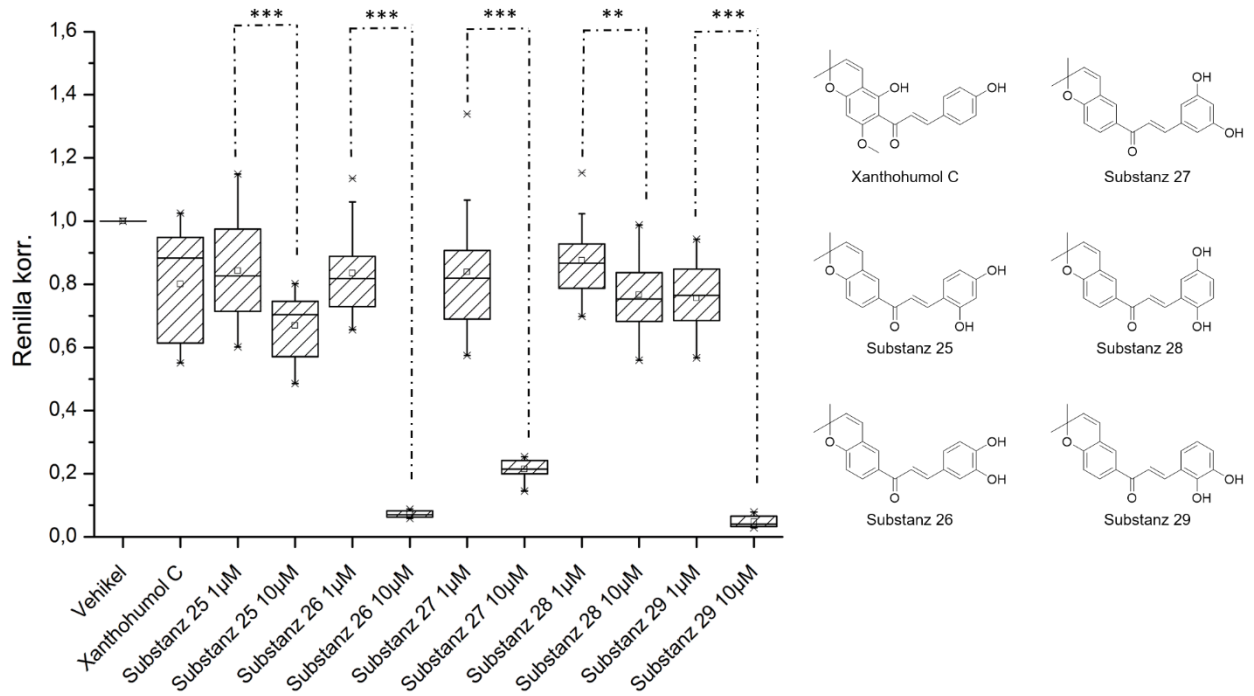 *** *** *** ** ***
1,6
1,4
1,2
1,0
0,8
0,6
0,4
0,2
0,0
Renilla korr.
Vehikel
Xanthohumol C
Substanz 25 1µM
Substanz 25 10µM
Substanz 26 1µM
Substanz 26 10µM
Substanz 27 1µM
Substanz 27 10µM
Substanz 28 1µM
Substanz 28 10µM
Substanz 29 1µM
Substanz 29 10µM
O OH OH
O O
Xanthohumol C
O OH
O OH
Substanz 27
O OH
O OH
Substanz 25
O OH
O OH
Substanz 28
O OH
O OH
Substanz 26
O
O OH OH
Substanz 29